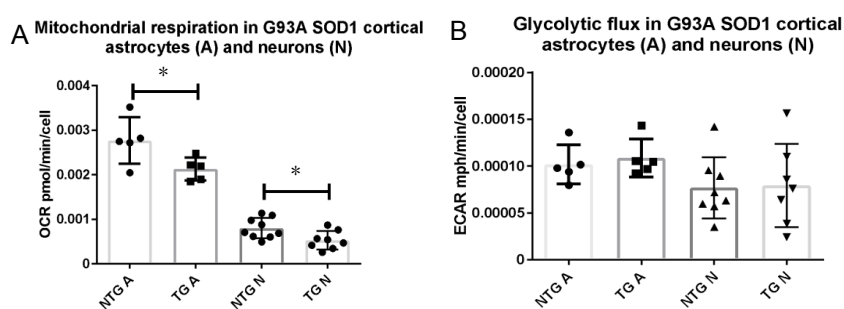 A
Mitochondrial respiration in G93A SOD1 cortical
astrocytes (A) and neurons (N)
OCR pmol/min/cell
0.004
0.003
0.002
0.001
0
*
*
NTG A
TG A
NTG N
TG N
B
Glycolytic flux in G93A SOD1 cortical
astrocytes (A) and neurons (N)
ECAR mph/min/cell
0.00020
0.00015
0.00010
0.00005
0
NTG A
TG A
NTG N
TG N